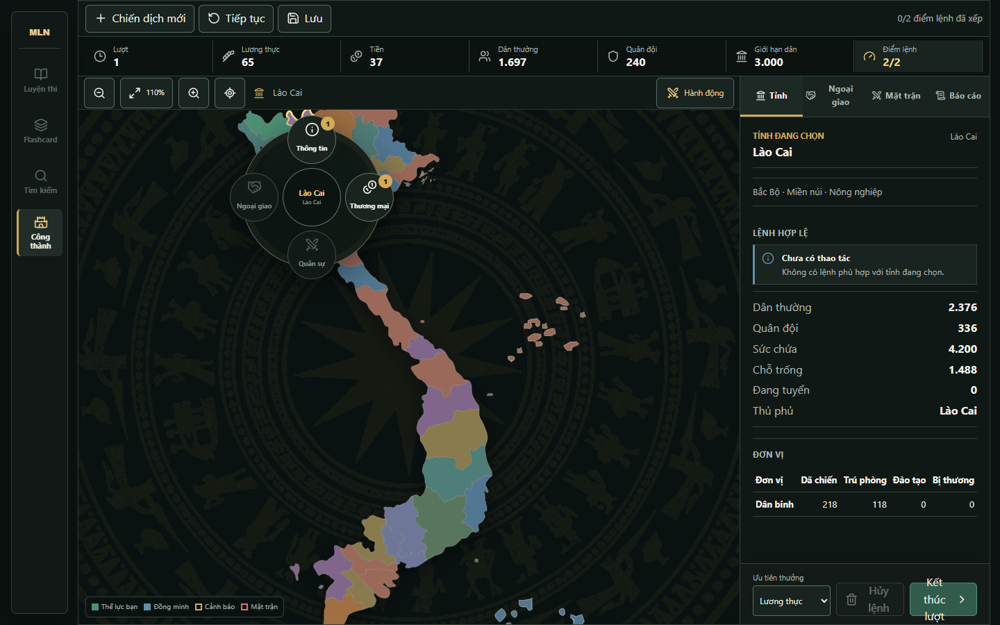 MLN
Luyện thi
Flashcard
Tìm kiếm
Công
thành
Chiến dịch mới
Tiếp tục
Lưu
0/2 điểm lệnh đã xếp
Lượt
1
Lương thực
65
Tiền
37
Dân thường
1.697
Quân đội
240
Giới hạn dân
3.000
Điểm lệnh
2/2
110%
Lào Cai
Hành động
Tỉnh
Ngoại
giao
Mặt trận
Báo cáo
1
Thông tin
Ngoại giao
Lào Cai
Lào Cai
1
Thương mại
Quân sự
Thế lực bạn
Đồng minh
Cảnh báo
Mặt trận
TỈNH ĐANG CHỌN
Lào Cai
Lào Cai
Bắc Bộ · Miền núi · Nông nghiệp
LỆNH HỢP LỆ
Chưa có thao tác
Không có lệnh phù hợp với tỉnh đang chọn.
Dân thường 2.376
Quân đội 336
Sức chứa 4.200
Chỗ trống 1.488
Đang tuyển 0
Thủ phủ Lào Cai
ĐƠN VỊ
Đơn vị Dã chiến Trú phòng Đào tạo Bị thương
Dân binh 218 118 0 0
Ưu tiên thưởng
Lương thực
Hủy
lệnh
Kết
thúc
lượt